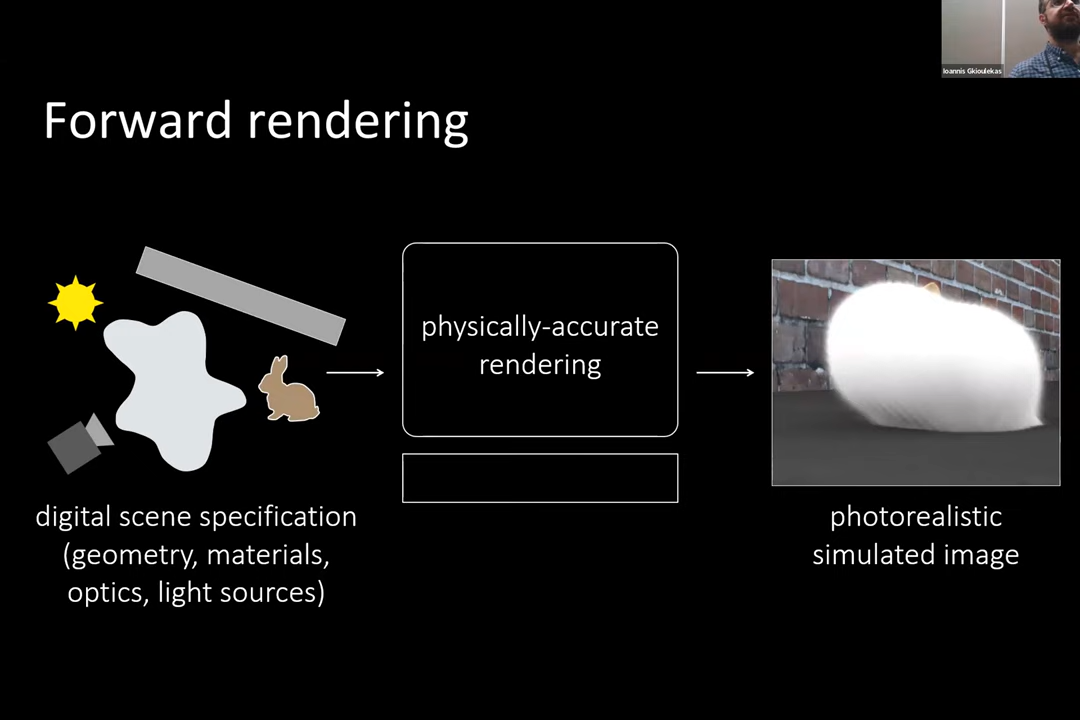 Ioannis Gkioulekas
Forward rendering
physically-accurate
rendering
digital scene specification
(geometry, materials,
optics, light sources)
photorealistic
simulated image